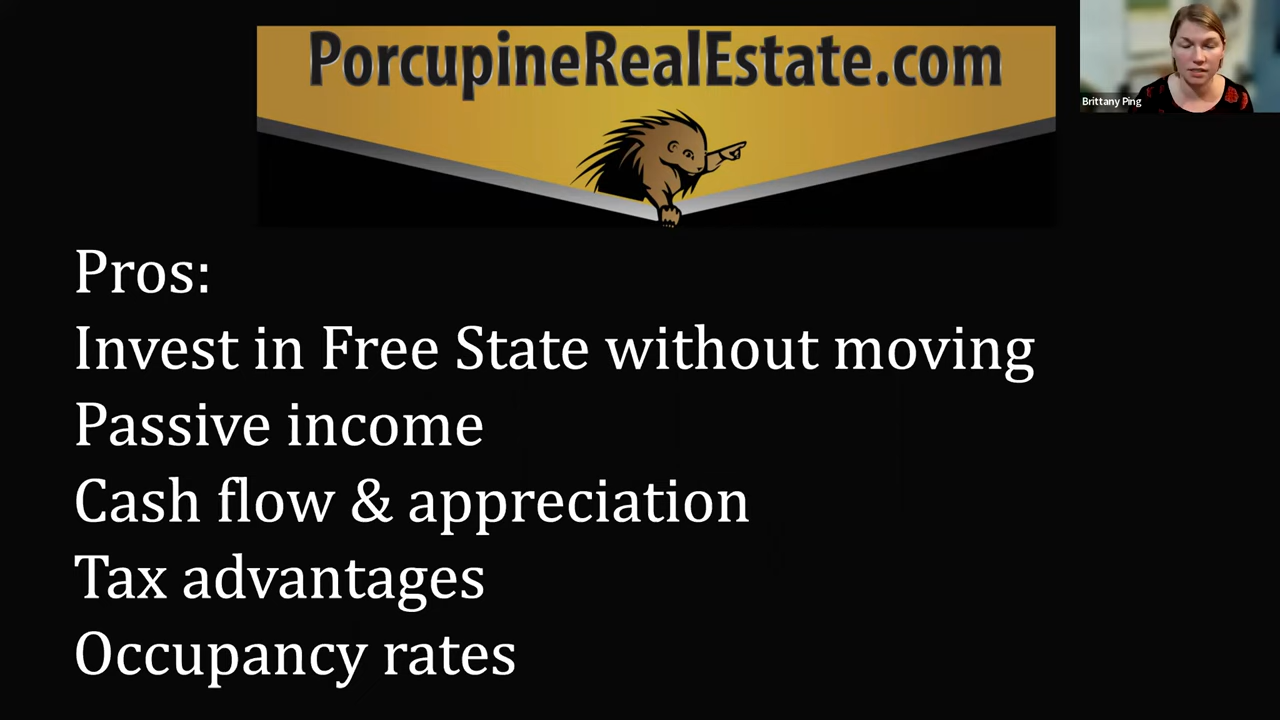 PorcupineRealEstate.com
Brittany Ping
Pros:
Invest in Free State without moving
Passive income
Cash flow & appreciation
Tax advantages
Occupancy rates